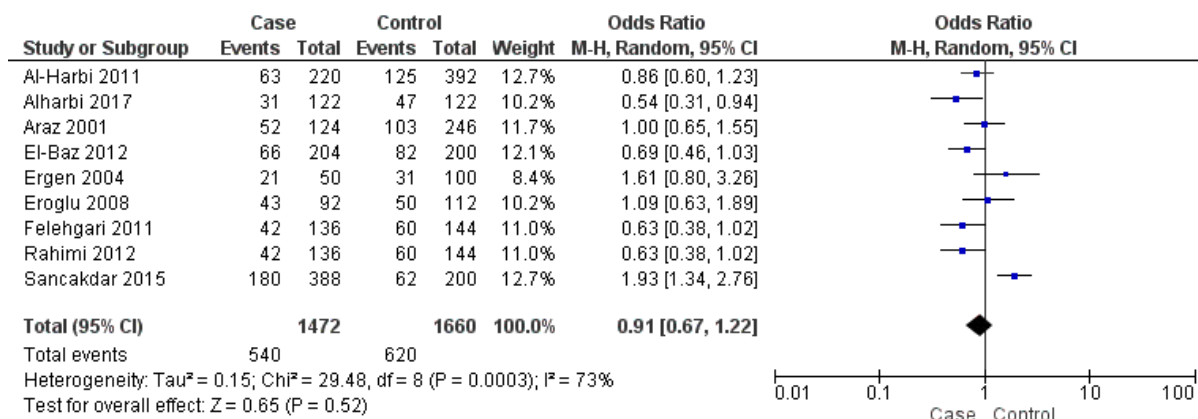 Case Control Odds Ratio Odds Ratio
Study or Subgroup Events Total Events Total Weight M-H, Random, 95% CI M-H, Random, 95% CI
Al-Harbi 2011 63 220 125 392 12.7% 0.86 [0.60, 1.23]
Alharbi 2017 31 122 47 122 10.2% 0.54 [0.31, 0.94]
Araz 2001 52 124 103 246 11.7% 1.00 [0.65, 1.55]
El-Baz 2012 66 204 82 200 12.1% 0.69 [0.46, 1.03]
Ergen 2004 21 50 31 100 8.4% 1.61 [0.80, 3.26]
Eroglu 2008 43 92 50 112 10.2% 1.09 [0.63, 1.89]
Felehgari 2011 42 136 60 144 11.0% 0.63 [0.38, 1.02]
Rahimi 2012 42 136 60 144 11.0% 0.63 [0.38, 1.02]
Sancakdar 2015 180 388 62 200 12.7% 1.93 [1.34, 2.76]
Total (95% CI) 1472 1660 100.0% 0.91 [0.67, 1.22]
Total events 540 620
Heterogeneity: Tau² = 0.15; Chi² = 29.48, df = 8 (P = 0.0003); I² = 73%
Test for overall effect: Z = 0.65 (P = 0.52)
0.01 0.1 1 10 100
Case Control